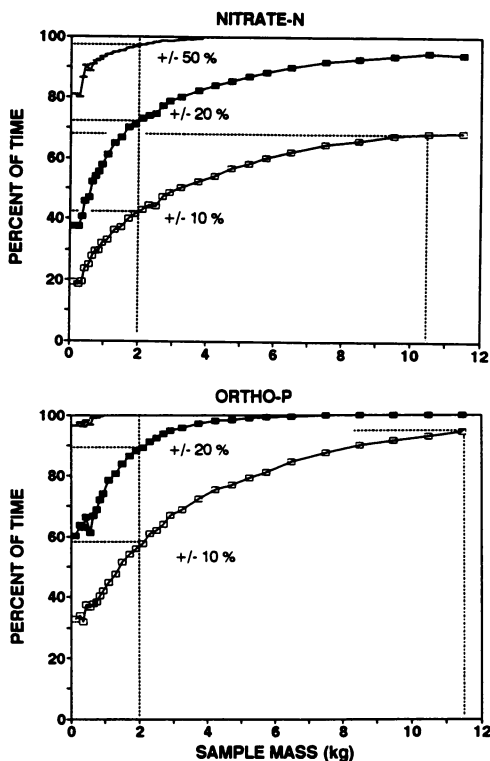 NITRATE-N
PERCENT OF TIME
100
80
60
40
20
0
+/- 50 %
+/- 20 %
+/- 10 %
0 2 4 6 8 10 12
ORTHO-P
PERCENT OF TIME
100
80
60
40
20
0
+/- 20 %
+/- 10 %
0 2 4 6 8 10 12
SAMPLE MASS (kg)